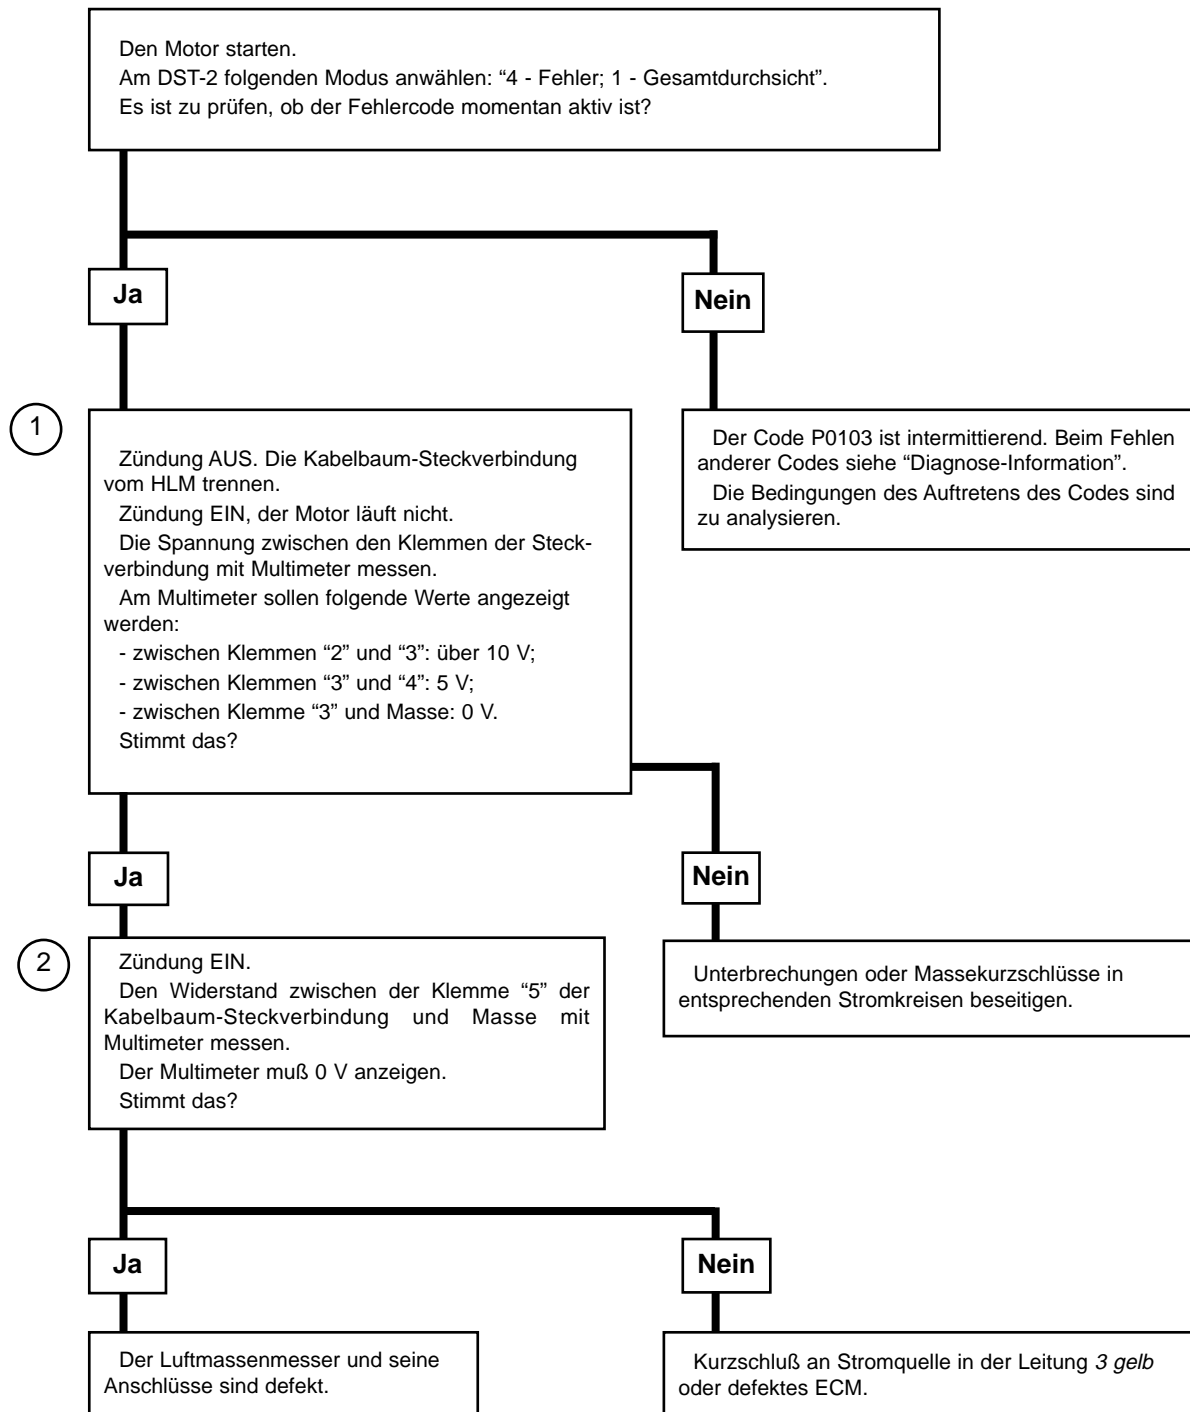 Den Motor starten.
Am DST-2 folgenden Modus anwählen: “4 - Fehler; 1 - Gesamtdurchsicht”.
Es ist zu prüfen, ob der Fehlercode momentan aktiv ist?
Ja
Nein
1
Zündung AUS. Die Kabelbaum-Steckverbindung
vom HLM trennen.
Zündung EIN, der Motor läuft nicht.
Die Spannung zwischen den Klemmen der Steck-
verbindung mit Multimeter messen.
Am Multimeter sollen folgende Werte angezeigt
werden:
- zwischen Klemmen “2” und “3”: über 10 V;
- zwischen Klemmen “3” und “4”: 5 V;
- zwischen Klemme “3” und Masse: 0 V.
Stimmt das?
Der Code P0103 ist intermittierend. Beim Fehlen
anderer Codes siehe “Diagnose-Information”.
Die Bedingungen des Auftretens des Codes sind
zu analysieren.
Ja
Nein
2
Zündung EIN.
Den Widerstand zwischen der Klemme “5” der
Kabelbaum-Steckverbindung und Masse mit
Multimeter messen.
Der Multimeter muß 0 V anzeigen.
Stimmt das?
Unterbrechungen oder Massekurzschlüsse in
entsprechenden Stromkreisen beseitigen.
Ja
Nein
Der Luftmassenmesser und seine
Anschlüsse sind defekt.
Kurzschluß an Stromquelle in der Leitung 3 gelb
oder defektes ECM.